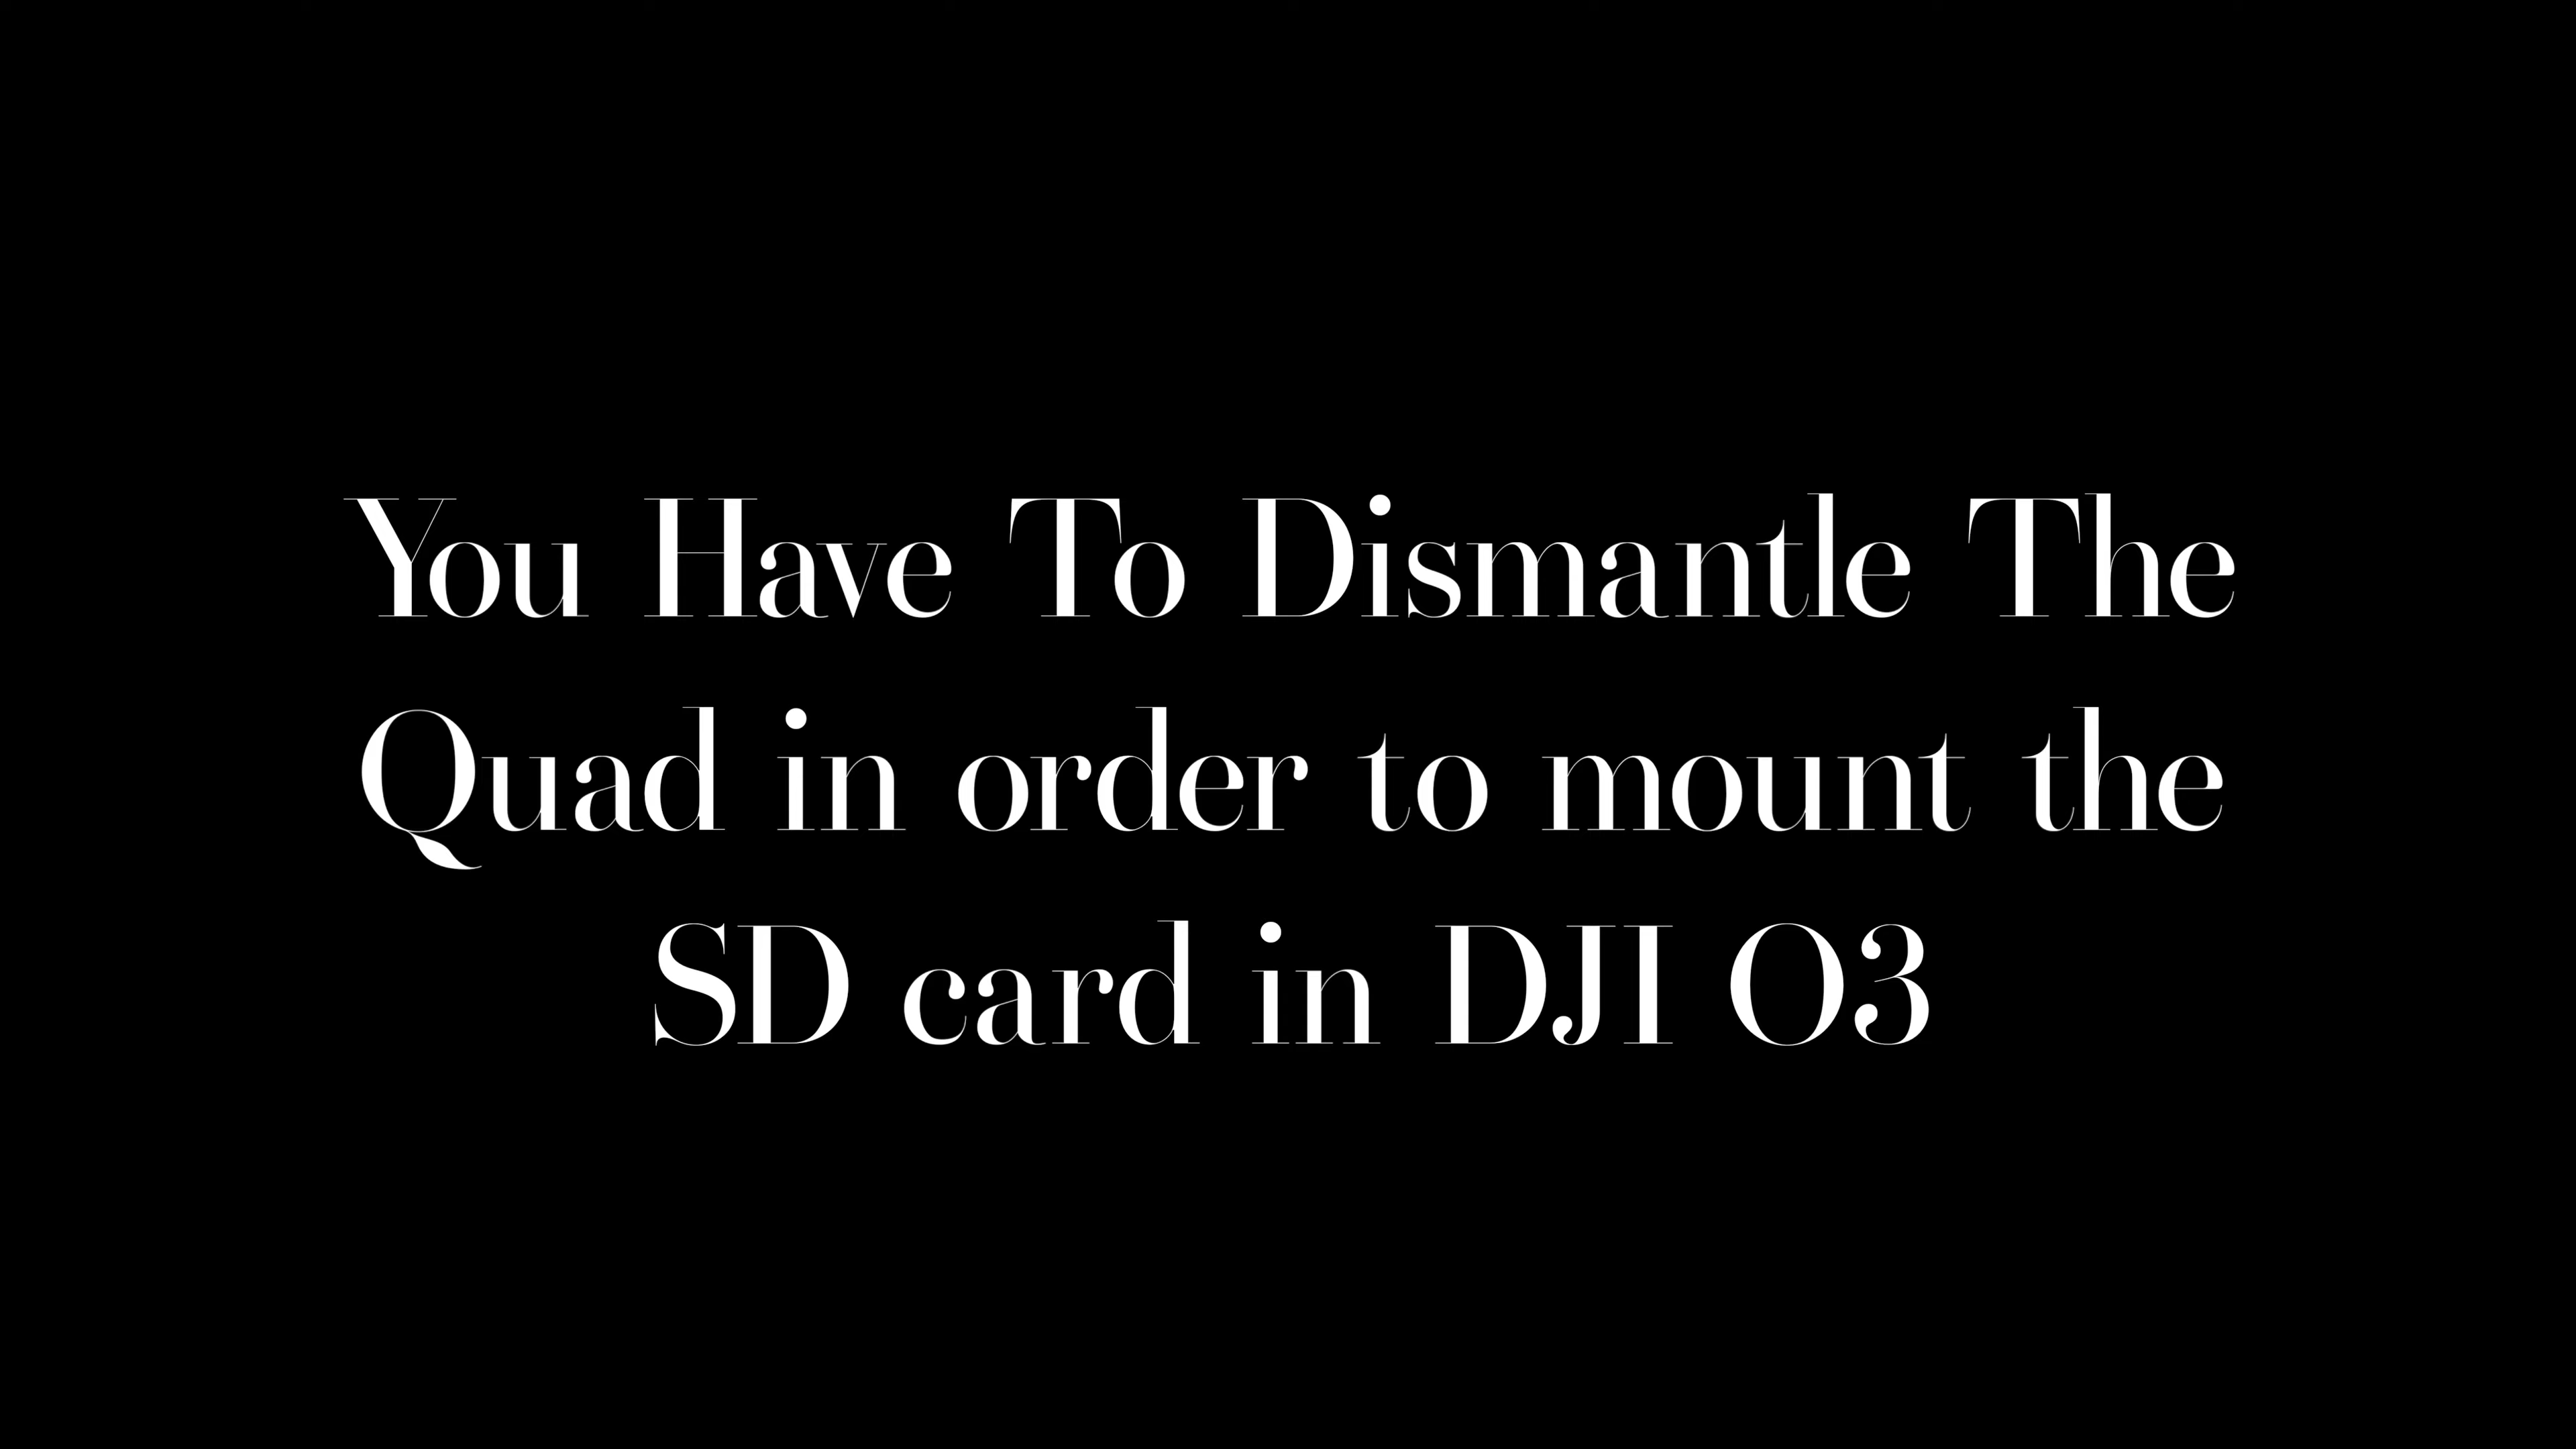 You Have To Dismantle The
Quad in order to mount the
SD card in DJI O3